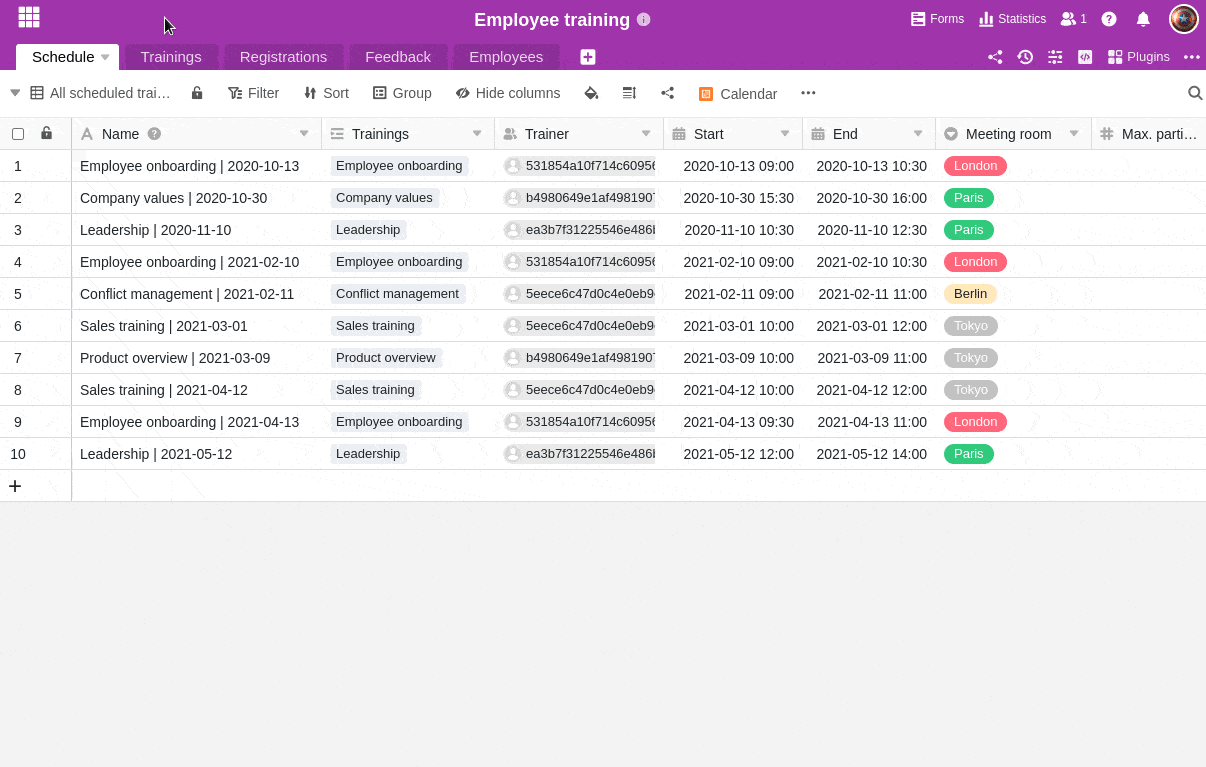 Employee training
Forms Statistics 1
Schedule Trainings Registrations Feedback Employees Plugins
All scheduled trai… Filter Sort Group Hide columns Calendar
Name Trainings Trainer Start End Meeting room Max. parti…
1 Employee onboarding | 2020-10-13 Employee onboarding 531854a10f714c60956 2020-10-13 09:00 2020-10-13 10:30 London
2 Company values | 2020-10-30 Company values b4980649e1af4981907 2020-10-30 15:30 2020-10-30 16:00 Paris
3 Leadership | 2020-11-10 Leadership ea3b7f31225546e486 2020-11-10 10:30 2020-11-10 12:30 Paris
4 Employee onboarding | 2021-02-10 Employee onboarding 531854a10f714c60956 2021-02-10 09:00 2021-02-10 10:30 London
5 Conflict management | 2021-02-11 Conflict management 5eece6c47d0c4e0eb9 2021-02-11 09:00 2021-02-11 11:00 Berlin
6 Sales training | 2021-03-01 Sales training 5eece6c47d0c4e0eb9 2021-03-01 10:00 2021-03-01 12:00 Tokyo
7 Product overview | 2021-03-09 Product overview b4980649e1af4981907 2021-03-09 10:00 2021-03-09 11:00 Tokyo
8 Sales training | 2021-04-12 Sales training 5eece6c47d0c4e0eb9 2021-04-12 10:00 2021-04-12 12:00 Tokyo
9 Employee onboarding | 2021-04-13 Employee onboarding 531854a10f714c60956 2021-04-13 09:30 2021-04-13 11:00 London
10 Leadership | 2021-05-12 Leadership ea3b7f31225546e486 2021-05-12 12:00 2021-05-12 14:00 Paris